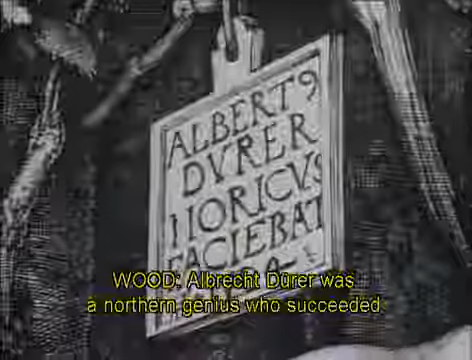 ALBERT9
DVRER
NORICVS
FACIEBAT
WOOD: Albrecht Dürer was
a northern genius who succeeded